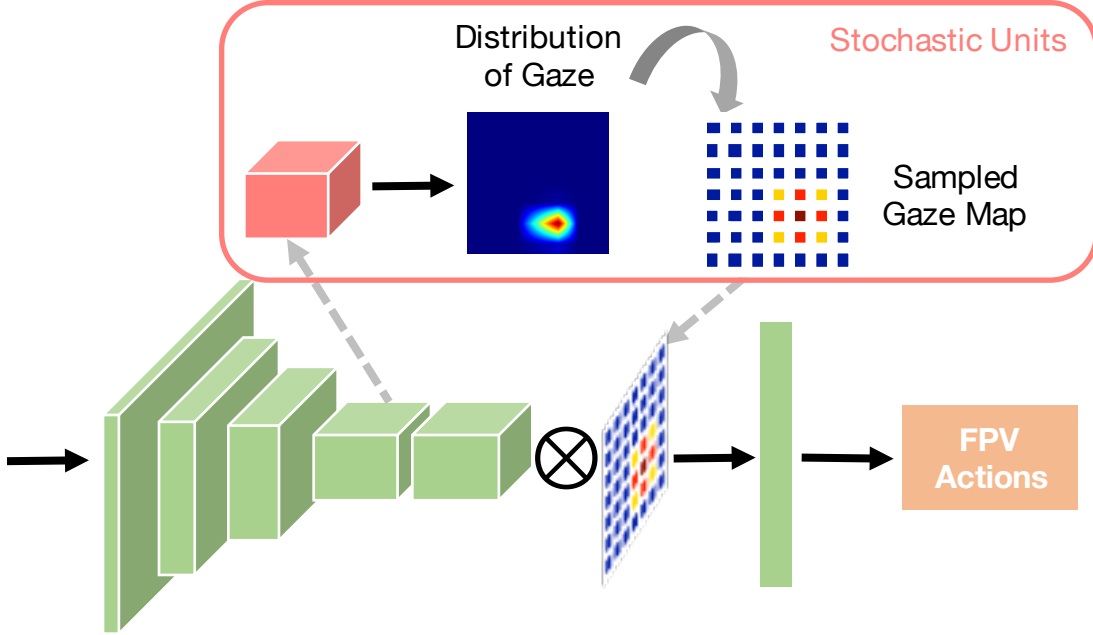 Distribution
of Gaze
Stochastic Units
Sampled
Gaze Map
FPV
Actions